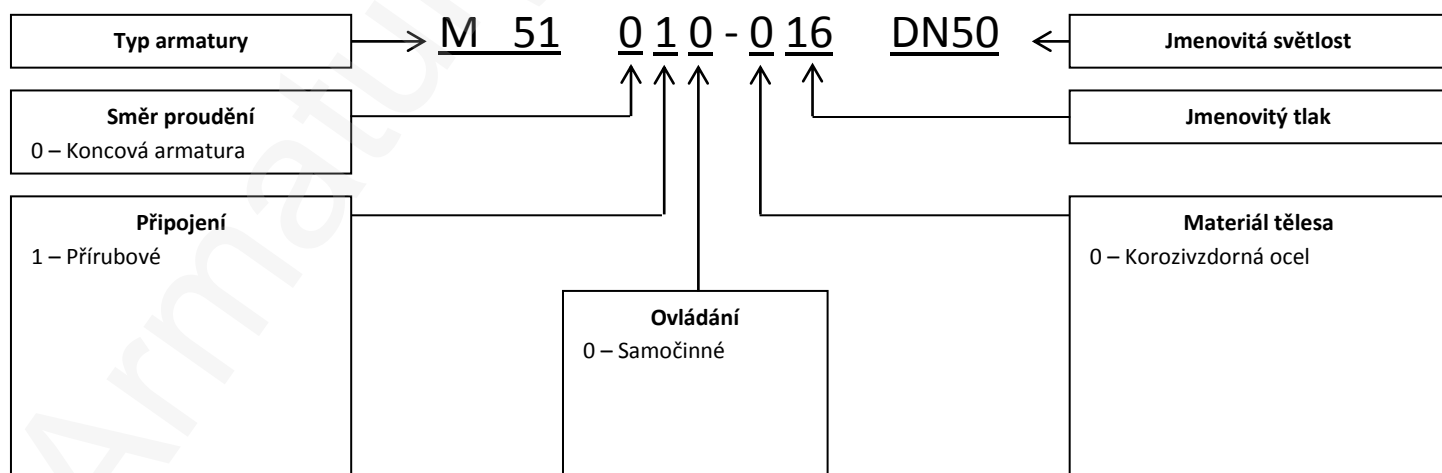 Typ armatury
M 51 0 1 0 - 0 16 DN50
Jmenovitá světlost
Směr proudění
0 – Koncová armatura
Jmenovitý tlak
Připojení
1 – Přírubové
Materiál tělesa
0 – Korozivzdorná ocel
Ovládání
0 – Samočinné